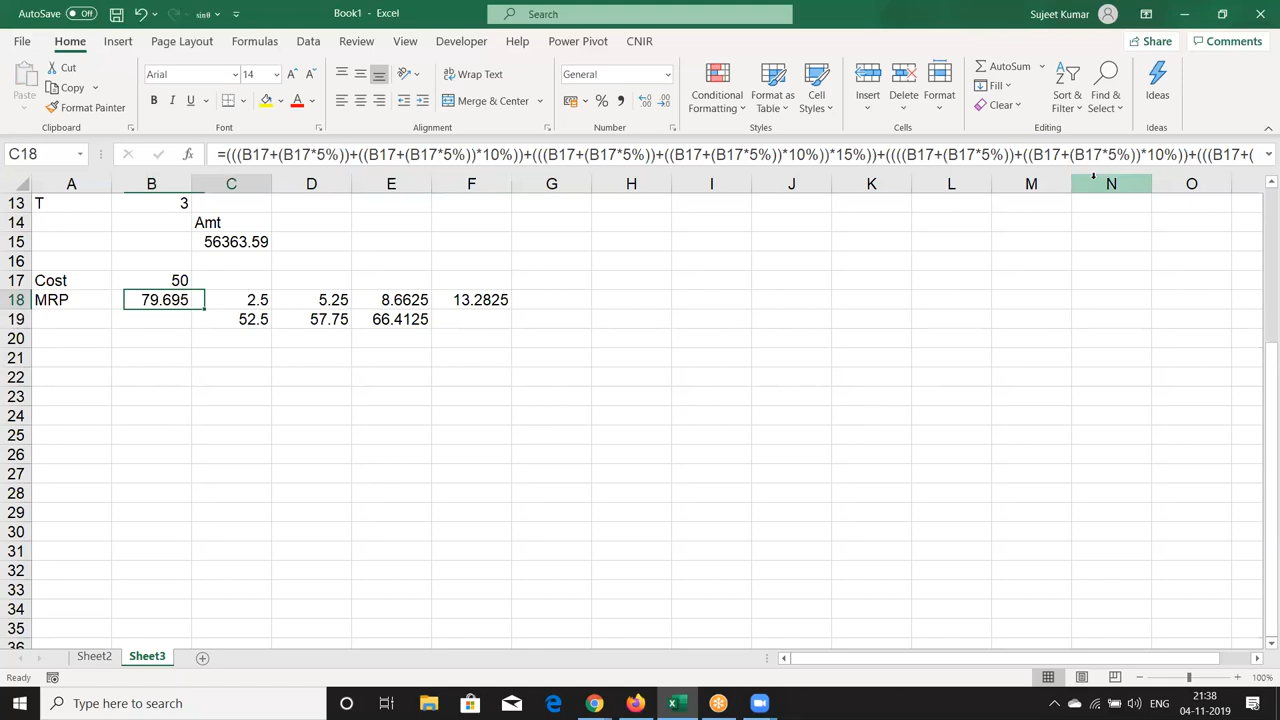 AutoSave Off sinθ Book1 - Excel Search Sujeet Kumar
File Home Insert Page Layout Formulas Data Review View Developer Help Power Pivot CNIR Share Comments
Paste Cut Copy Format Painter Clipboard
Arial 14 B I U A Font
Wrap Text Merge & Center Alignment
General % Number
Conditional Formatting Format as Table Cell Styles Styles
Insert Delete Format Cells
AutoSum Fill Clear Sort & Filter Find & Select Editing
Ideas Ideas
C18 fx =(((B17+(B17*5%))+((B17+(B17*5%))*10%))+(((B17+(B17*5%))+((B17+(B17*5%))*10%))*15%))+((((B17+(B17*5%))+((B17+(B17*5%))*10%))+(((B17+(
A B C D E F G H I J K L M N O
13 T 3
14 Amt
15 56363.59
16
17 Cost 50
18 MRP 79.695 2.5 5.25 8.6625 13.2825
19 52.5 57.75 66.4125
20
21
22
23
24
25
26
27
28
29
30
31
32
33
34
35
36
Sheet2 Sheet3
Ready 100%
Type here to search ENG 21:38
04-11-2019